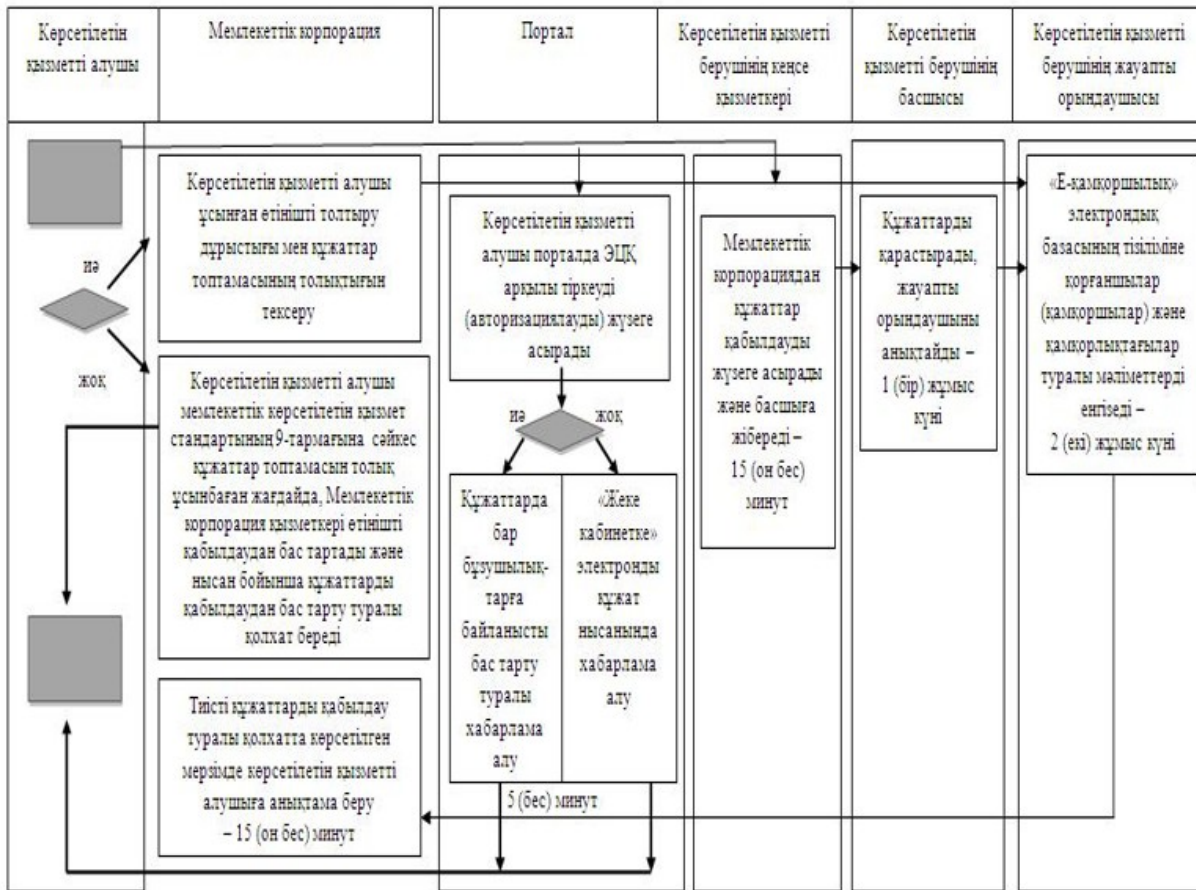 Көрсетілетін
қызметті алушы
Мемлекеттік корпорация
Портал
Көрсетілетін қызметті
берушінің кеңсе
қызметкері
Көрсетілетін
қызметті берушінің
басшысы
Көрсетілетін қызметті
берушінің жауапты
орындаушысы
иә
жоқ
Көрсетілетін қызметті алушы
ұсынған өтінішті толтыру
дұрыстығы мен құжаттар
топтамасының толықтығын
тексеру
Көрсетілетін қызметті алушы
мемлекеттік көрсетілетін қызмет
стандартының 9-тармағына сәйкес
құжаттар топтамасын толық
ұсынбаған жағдайда, Мемлекеттік
корпорация қызметкері өтінішті
қабылдаудан бас тартады және
нысан бойынша құжаттарды
қабылдаудан бас тарту туралы
қолхат береді
Тиісті құжаттарды қабылдау
туралы қолхатта көрсетілген
мерзімде көрсетілетін қызметті
алушыға анықтама беру
– 15 (он бес) минут
Көрсетілетін қызметті
алушы порталда ЭЦҚ
арқылы тіркеуді
(авторизациялауды) жүзеге
асырады
иә
жоқ
Құжаттарда
бар
бұзушылық-
тарға
байланысты
бас тарту
туралы
хабарлама
алу
«Жеке
кабинетке»
электронды
құжат
нысанында
хабарлама
алу
5 (бес) минут
Мемлекеттік
корпорациядан
құжаттар
қабылдауды
жүзеге асырады
және басшыға
жібереді –
15 (он бес)
минут
Құжаттарды
қарастырады,
жауапты
орындаушыны
анықтайды –
1 (бір) жұмыс
күні
«Е-қамқоршылық»
электрондық
базасының тізіліміне
қорғаншылар
(қамқоршылар) және
қамқорлықтағылар
туралы мәліметтерді
енгізеді –
2 (екі) жұмыс күні